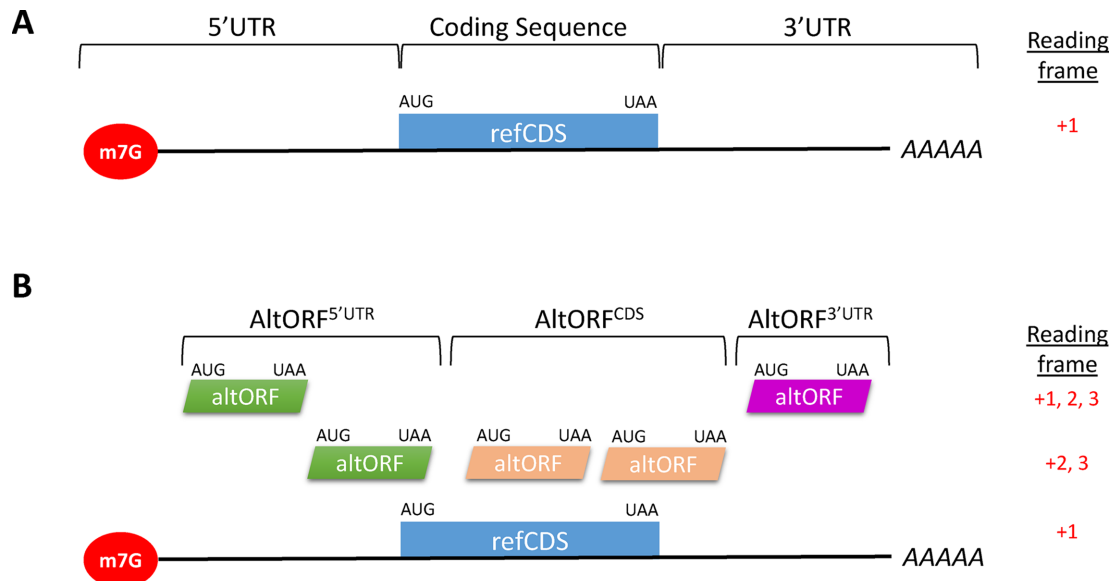 A
5'UTR Coding Sequence 3'UTR
Reading
frame
AUG UAA
refCDS
+1
m7G
AAAAA
B
AltORF5'UTR AltORFCDS AltORF3'UTR
Reading
frame
AUG UAA AUG UAA
altORF altORF
+1, 2, 3
AUG UAA AUG UAA AUG UAA
altORF altORF altORF
+2, 3
AUG UAA
refCDS
+1
m7G
AAAAA